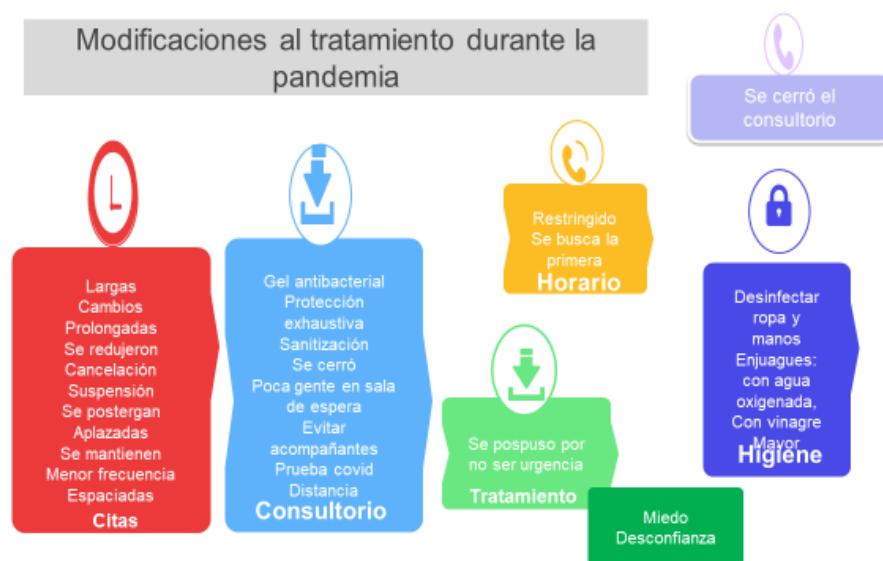 Modificaciones al tratamiento durante la
pandemia
Se cerró el
consultorio
Largas
Cambios
Prolongadas
Se redujeron
Cancelación
Suspensión
Se postergan
Aplazadas
Se mantienen
Menor frecuencia
Espaciadas
Citas
Gel antibacterial
Protección
exhaustiva
Sanitización
Se cerró
Poca gente en sala
de espera
Evitar
acompañantes
Prueba covid
Distancia
Consultorio
Restringido
Se busca la
primera
Horario
Se pospuso por
no ser urgencia
Tratamiento
Miedo
Desconfianza
Desinfectar
ropa y
manos
Enjuagues:
con agua
oxigenada,
Con vinagre
Mayor
Higiene